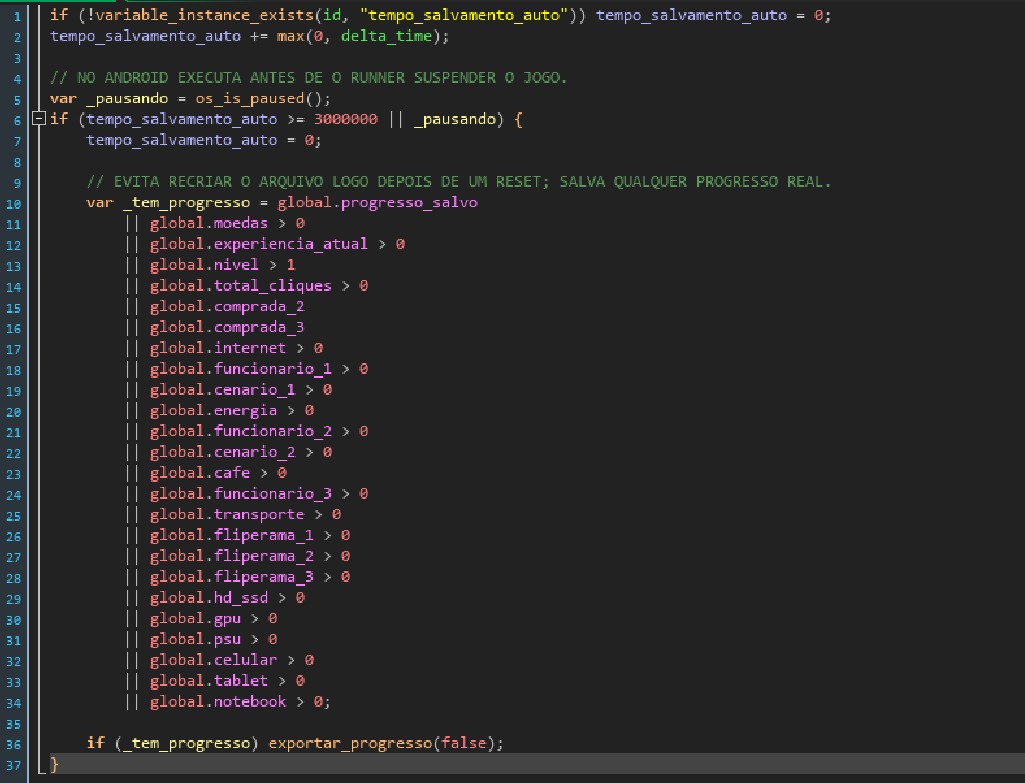 1 if (!variable_instance_exists(id, "tempo_salvamento_auto")) tempo_salvamento_auto = 0;
2 tempo_salvamento_auto += max(0, delta_time);
3
4 // NO ANDROID EXECUTA ANTES DE O RUNNER SUSPENDER O JOGO.
5 var _pausando = os_is_paused();
6 if (tempo_salvamento_auto >= 3000000 || _pausando) {
7 tempo_salvamento_auto = 0;
8
9 // EVITA RECRIAR O ARQUIVO LOGO DEPOIS DE UM RESET; SALVA QUALQUER PROGRESSO REAL.
10 var _tem_progresso = global.progresso_salvo
11 || global.moedas > 0
12 || global.experiencia_atual > 0
13 || global.nivel > 1
14 || global.total_cliques > 0
15 || global.comprada_2
16 || global.comprada_3
17 || global.internet > 0
18 || global.funcionario_1 > 0
19 || global.cenario_1 > 0
20 || global.energia > 0
21 || global.funcionario_2 > 0
22 || global.cenario_2 > 0
23 || global.cafe > 0
24 || global.funcionario_3 > 0
25 || global.transporte > 0
26 || global.fliperama_1 > 0
27 || global.fliperama_2 > 0
28 || global.fliperama_3 > 0
29 || global.hd_ssd > 0
30 || global.gpu > 0
31 || global.psu > 0
32 || global.celular > 0
33 || global.tablet > 0
34 || global.notebook > 0;
35
36 if (_tem_progresso) exportar_progresso(false);
37 }